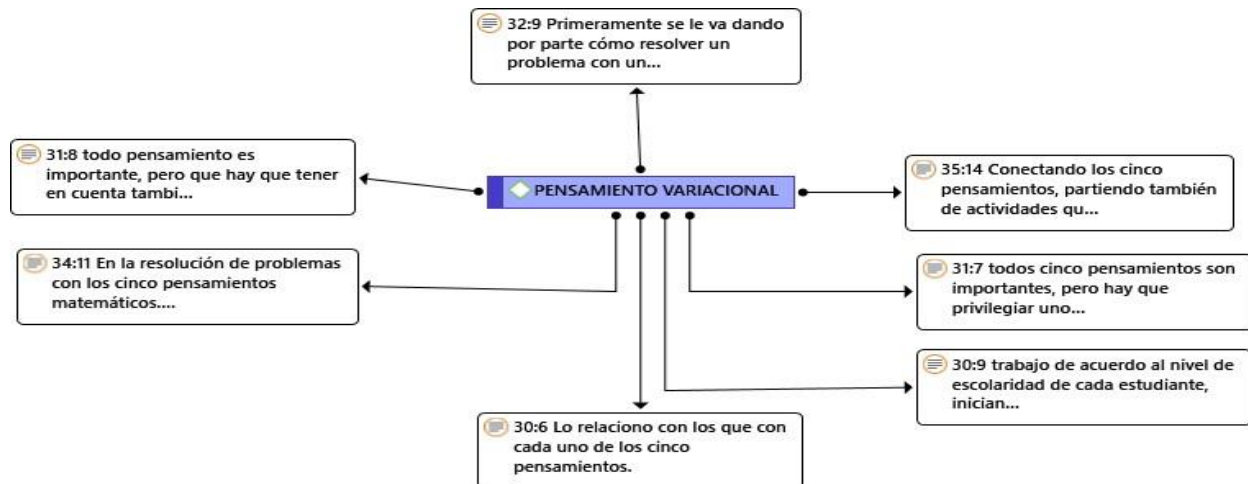 32:9 Primeramente se le va dando
por parte cómo resolver un
problema con un...
31:8 todo pensamiento es
importante, pero que hay que tener
en cuenta tambi...
PENSAMIENTO VARIACIONAL
35:14 Conectando los cinco
pensamientos, partiendo también
de actividades qu...
34:11 En la resolución de problemas
con los cinco pensamientos
matemáticos....
31:7 todos cinco pensamientos son
importantes, pero hay que
privilegiar uno...
30:9 trabajo de acuerdo al nivel de
escolaridad de cada estudiante,
inician...
30:6 Lo relaciono con los que con
cada uno de los cinco
pensamientos.